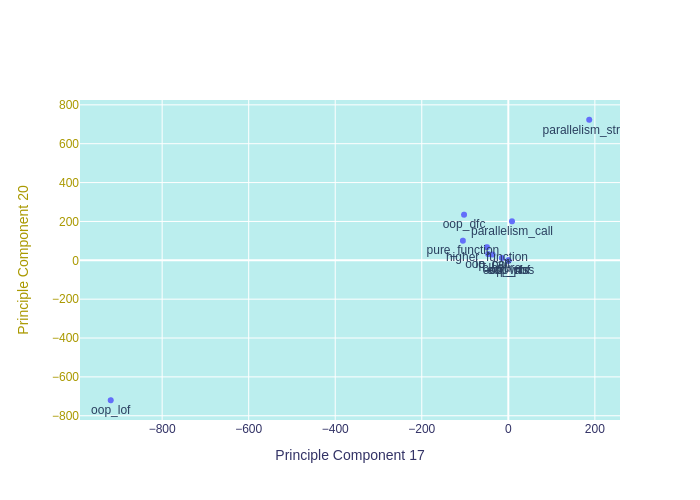 800
parallelism_str
600
400
oop_dfc
200
parallelism_call
pure_function
higher_function
0
−200
−400
−600
oop_lof
−800
−800
−600
−400
−200
0
200
Principle Component 17
Principle Component 20